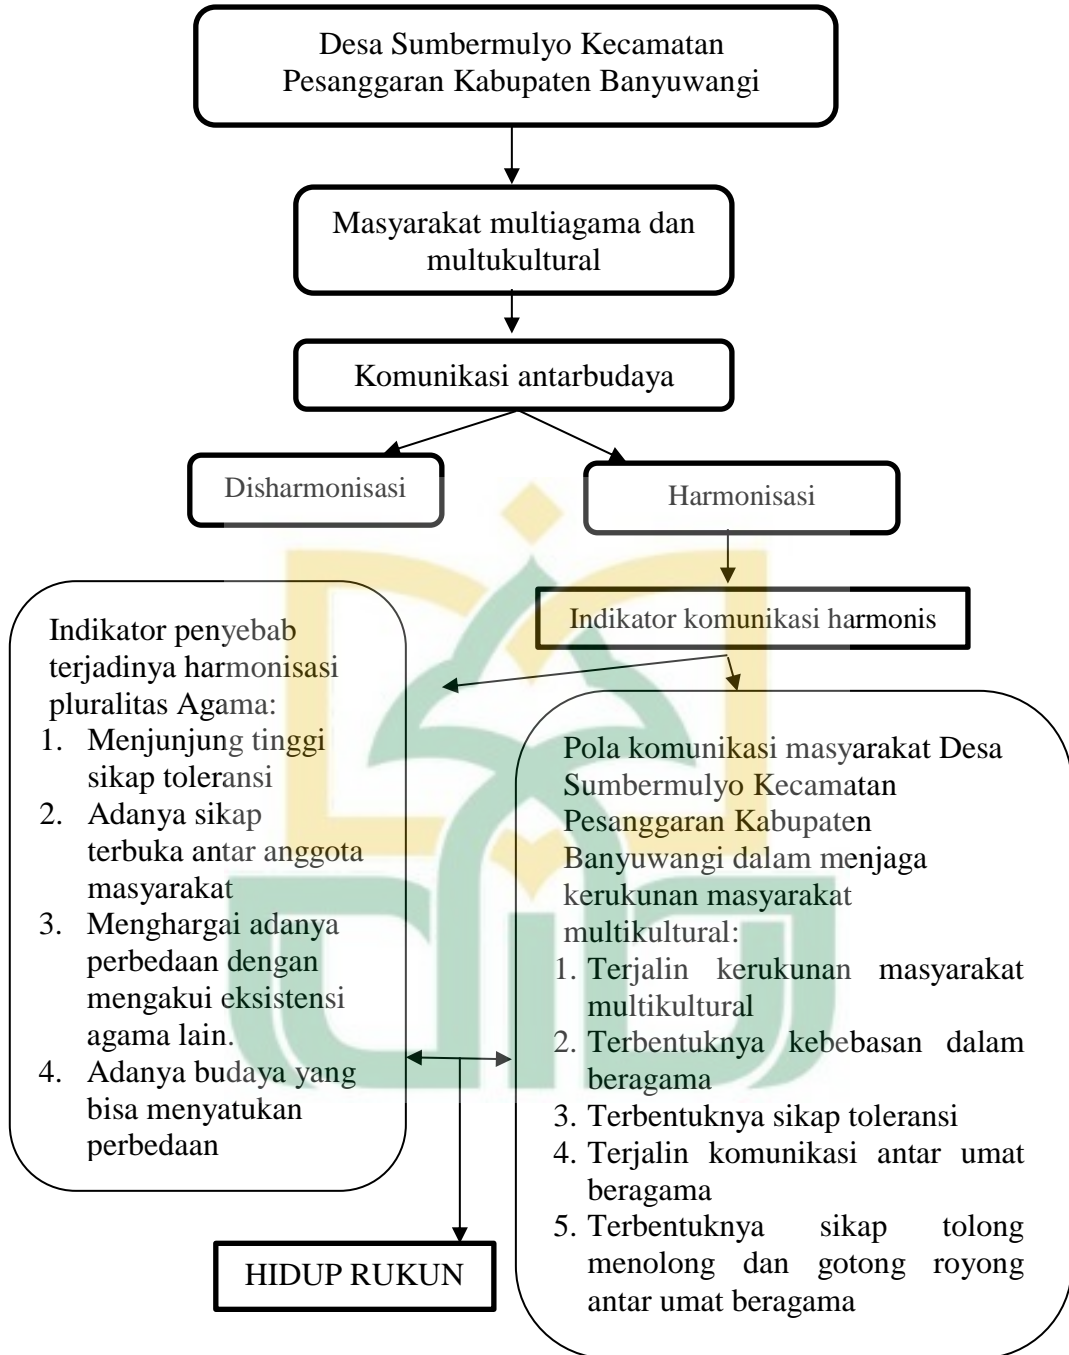 Desa Sumbermulyo Kecamatan
Pesanggaran Kabupaten Banyuwangi
Masyarakat multiagama dan
multukultural
Komunikasi antarbudaya
Disharmonisasi
Harmonisasi
Indikator komunikasi harmonis
Indikator penyebab
terjadinya harmonisasi
pluralitas Agama:
1. Menjunjung tinggi
sikap toleransi
2. Adanya sikap
terbuka antar anggota
masyarakat
3. Menghargai adanya
perbedaan dengan
mengakui eksistensi
agama lain.
4. Adanya budaya yang
bisa menyatukan
perbedaan
Pola komunikasi masyarakat Desa
Sumbermulyo Kecamatan
Pesanggaran Kabupaten
Banyuwangi dalam menjaga
kerukunan masyarakat
multikultural:
1. Terjalin kerukunan masyarakat
multikultural
2. Terbentuknya kebebasan dalam
beragama
3. Terbentuknya sikap toleransi
4. Terjalin komunikasi antar umat
beragama
5. Terbentuknya sikap tolong
menolong dan gotong royong
antar umat beragama
HIDUP RUKUN